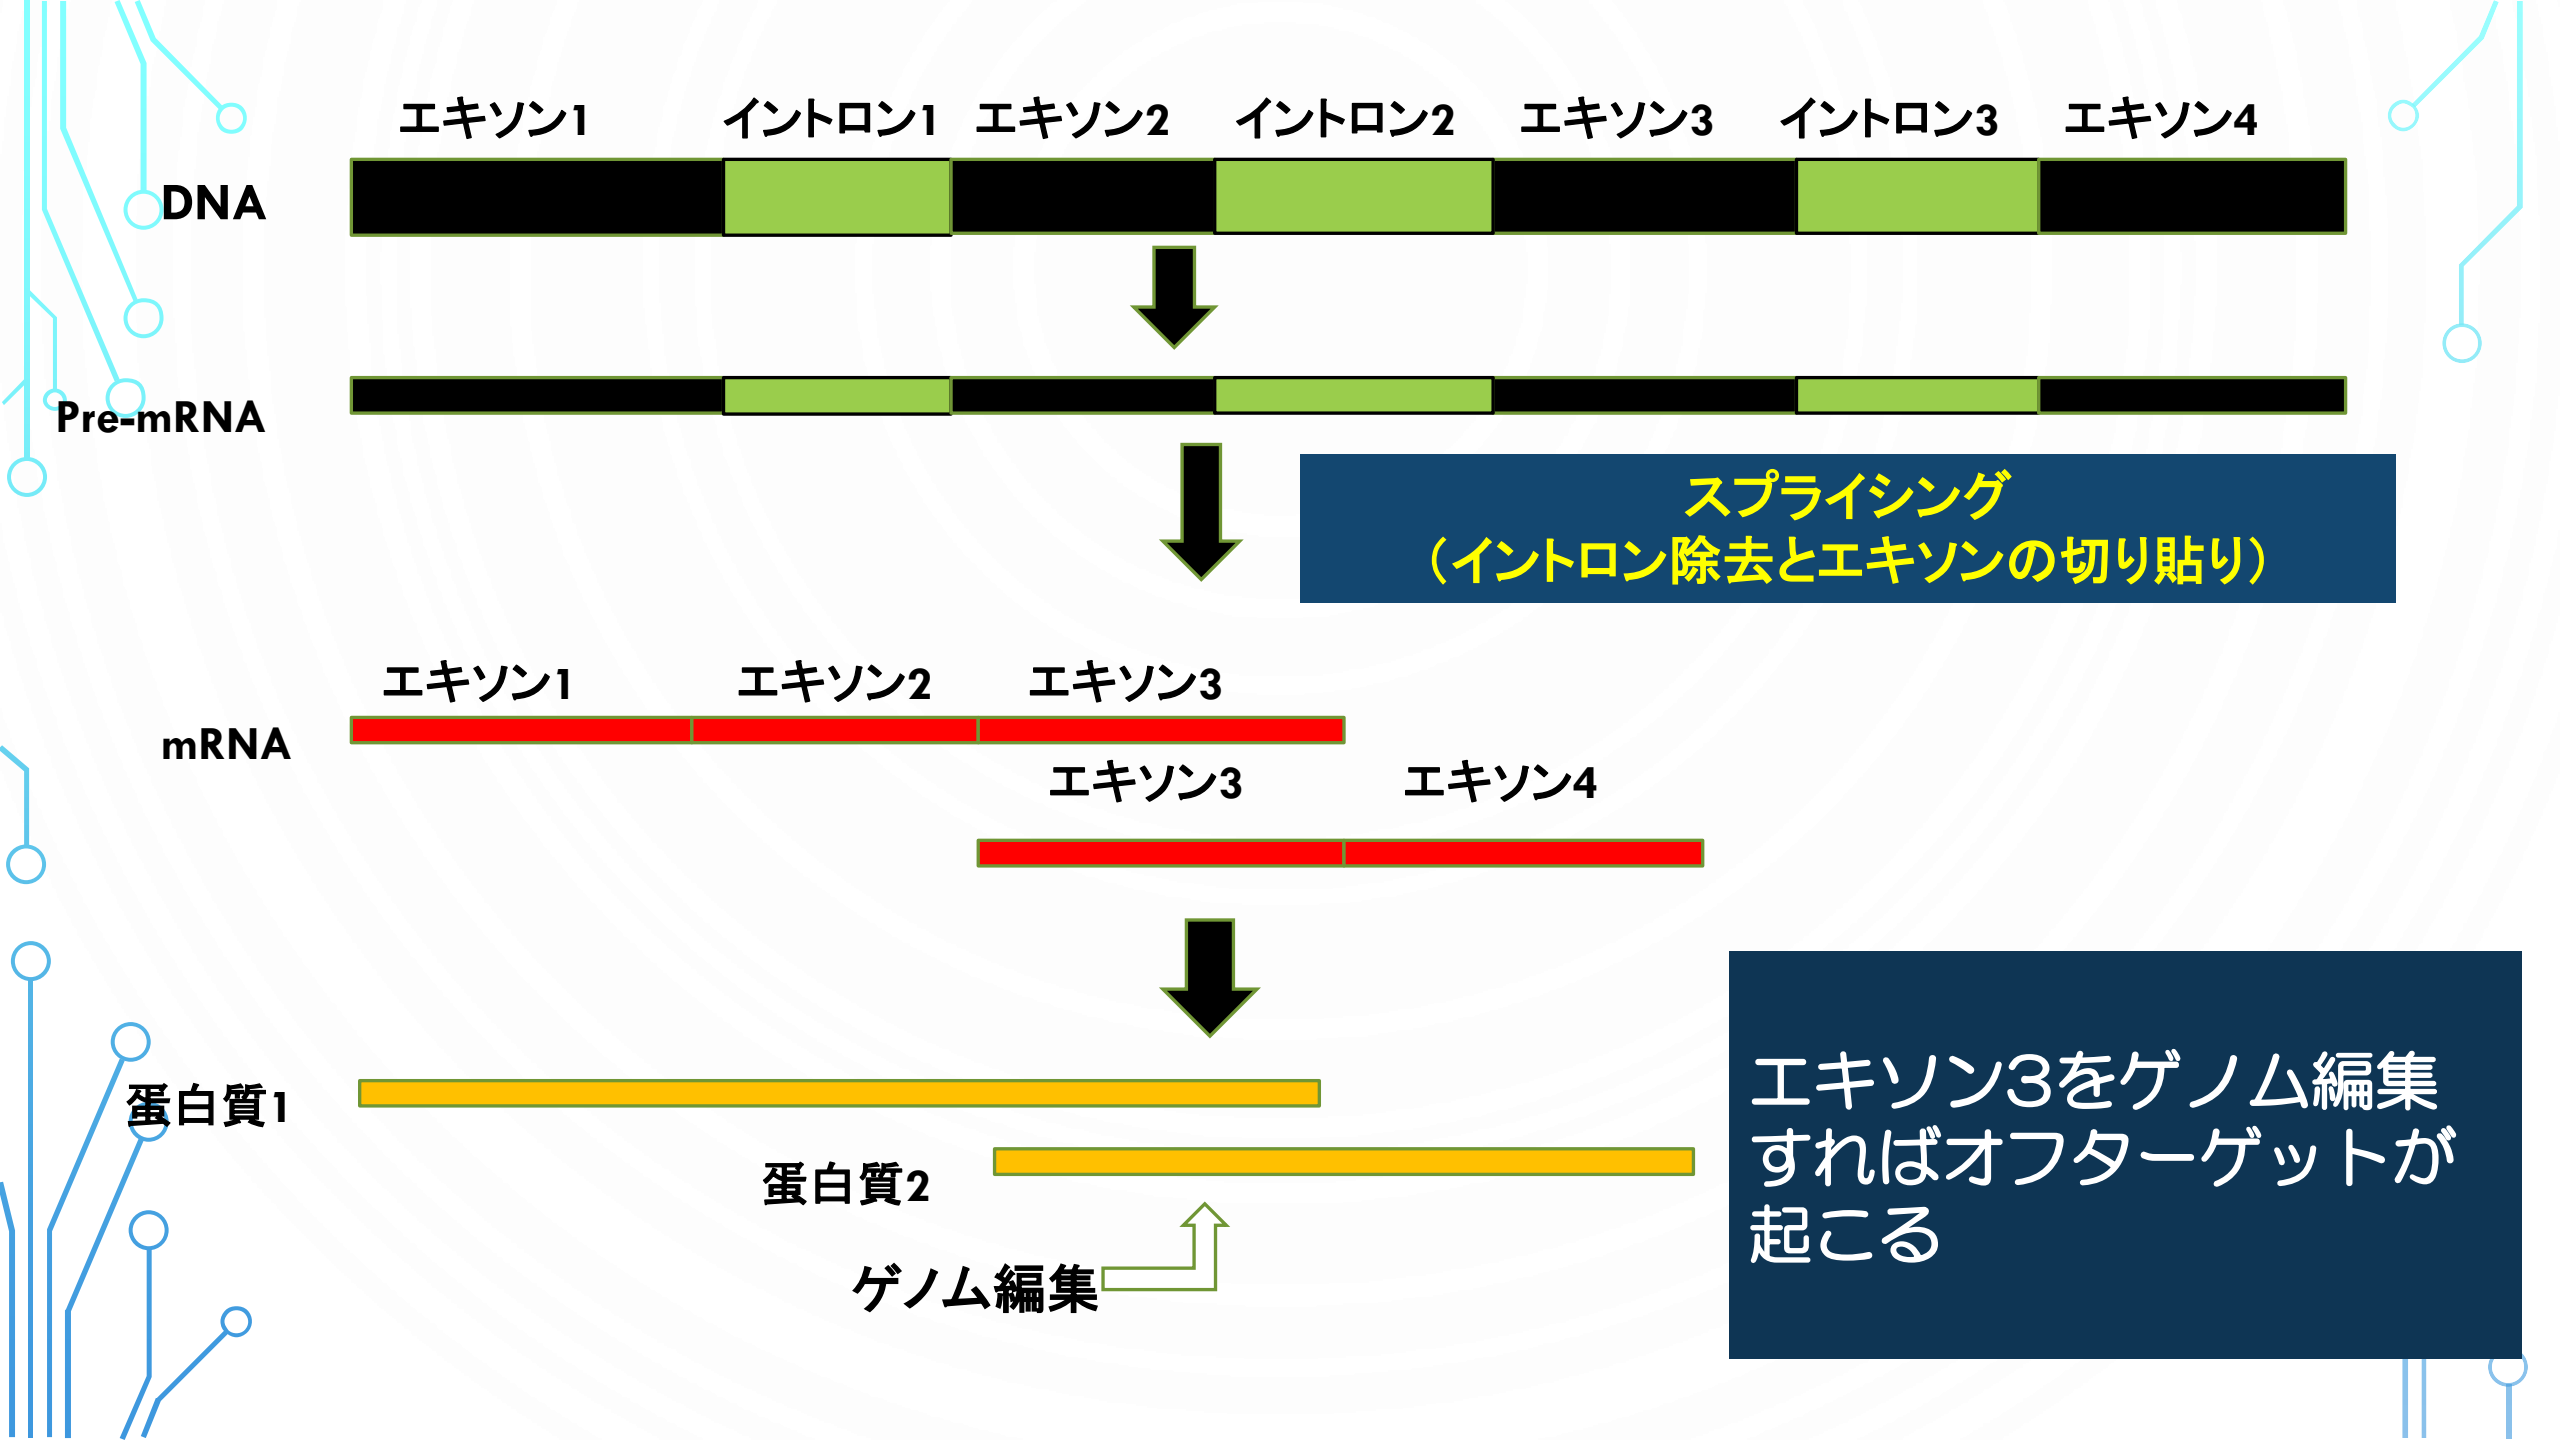 エキソン1 イントロン1 エキソン2 イントロン2 エキソン3 イントロン3 エキソン4
DNA
Pre-mRNA
スプライシング
（イントロン除去とエキソンの切り貼り）
エキソン1 エキソン2 エキソン3
mRNA
エキソン3 エキソン4
蛋白質1
蛋白質2
ゲノム編集
エキソン3をゲノム編集
すればオフターゲットが
起こる